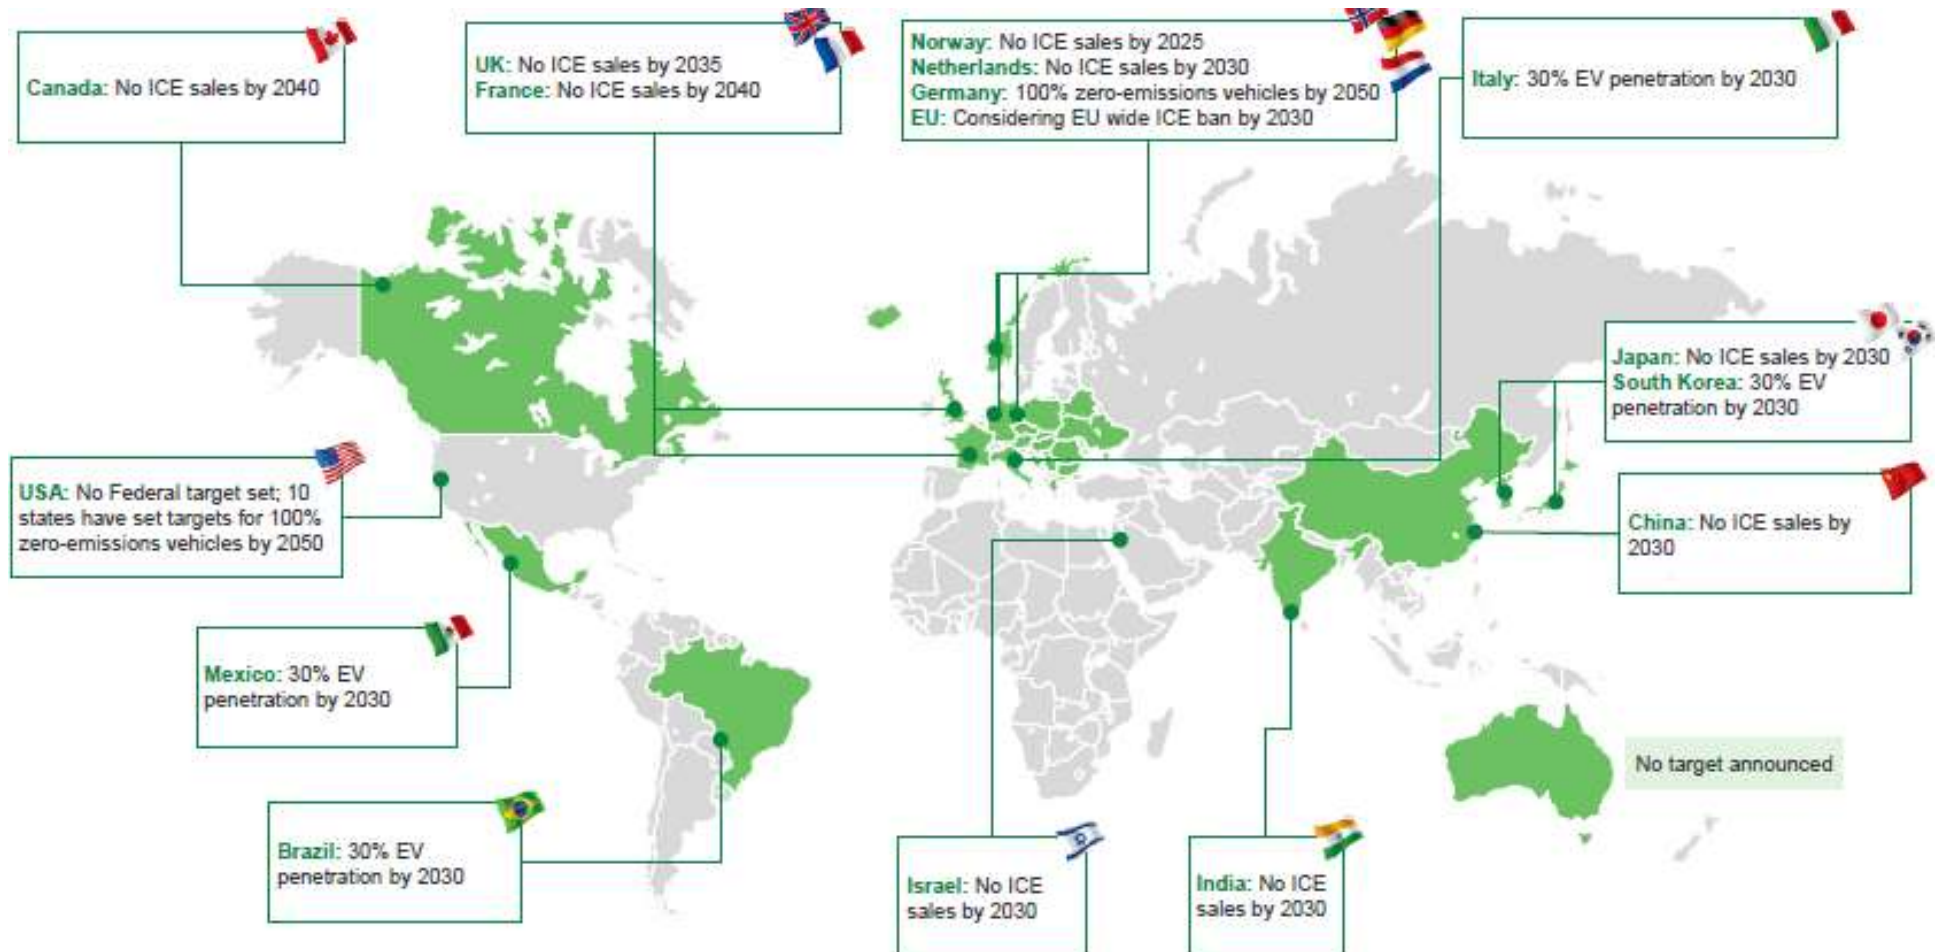 Canada: No ICE sales by 2040
UK: No ICE sales by 2035
France: No ICE sales by 2040
Norway: No ICE sales by 2025
Netherlands: No ICE sales by 2030
Germany: 100% zero-emissions vehicles by 2050
EU: Considering EU wide ICE ban by 2030
Italy: 30% EV penetration by 2030
Japan: No ICE sales by 2030
South Korea: 30% EV
penetration by 2030
USA: No Federal target set; 10
states have set targets for 100%
zero-emissions vehicles by 2050
China: No ICE sales by
2030
Mexico: 30% EV
penetration by 2030
No target announced
Brazil: 30% EV
penetration by 2030
Israel: No ICE
sales by 2030
India: No ICE
sales by 2030